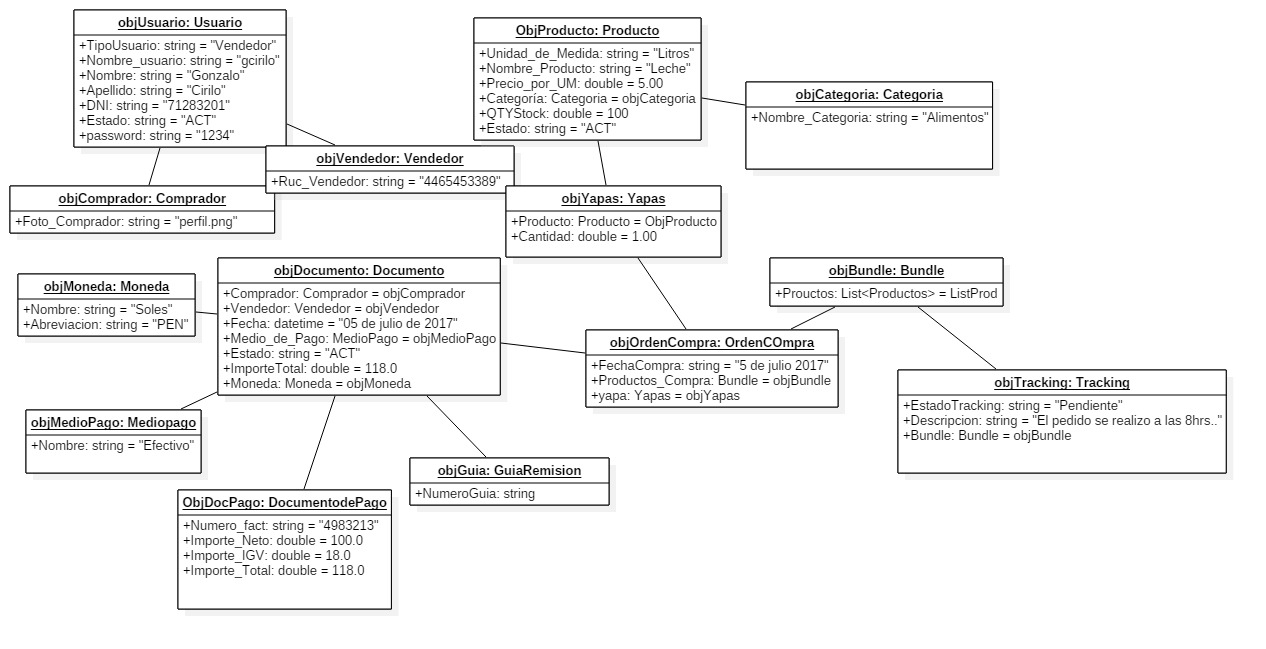 objUsuario: Usuario
+TipoUsuario: string = "Vendedor"
+Nombre_usuario: string = "gcirilo"
+Nombre: string = "Gonzalo"
+Apellido: string = "Cirilo"
+DNI: string = "71283201"
+Estado: string = "ACT"
+password: string = "1234"
ObjProducto: Producto
+Unidad_de_Medida: string = "Litros"
+Nombre_Producto: string = "Leche"
+Precio_por_UM: double = 5.00
+Categoría: Categoria = objCategoria
+QTYStock: double = 100
+Estado: string = "ACT"
objCategoria: Categoria
+Nombre_Categoria: string = "Alimentos"
objVendedor: Vendedor
+Ruc_Vendedor: string = "4465453389"
objComprador: Comprador
+Foto_Comprador: string = "perfil.png"
objYapas: Yapas
+Producto: Producto = ObjProducto
+Cantidad: double = 1.00
objMoneda: Moneda
+Nombre: string = "Soles"
+Abreviacion: string = "PEN"
objDocumento: Documento
+Comprador: Comprador = objComprador
+Vendedor: Vendedor = objVendedor
+Fecha: datetime = "05 de julio de 2017"
+Medio_de_Pago: MedioPago = objMedioPago
+Estado: string = "ACT"
+ImporteTotal: double = 118.0
+Moneda: Moneda = objMoneda
objBundle: Bundle
+Prouctos: List<Productos> = ListProd
objOrdenCompra: OrdenCOmpra
+FechaCompra: string = "5 de julio 2017"
+Productos_Compra: Bundle = objBundle
+yapa: Yapas = objYapas
objTracking: Tracking
+EstadoTracking: string = "Pendiente"
+Descripcion: string = "El pedido se realizo a las 8hrs.."
+Bundle: Bundle = objBundle
objMedioPago: Mediopago
+Nombre: string = "Efectivo"
objGuia: GuiaRemision
+NumeroGuia: string
ObjDocPago: DocumentodePago
+Numero_fact: string = "4983213"
+Importe_Neto: double = 100.0
+Importe_IGV: double = 18.0
+Importe_Total: double = 118.0